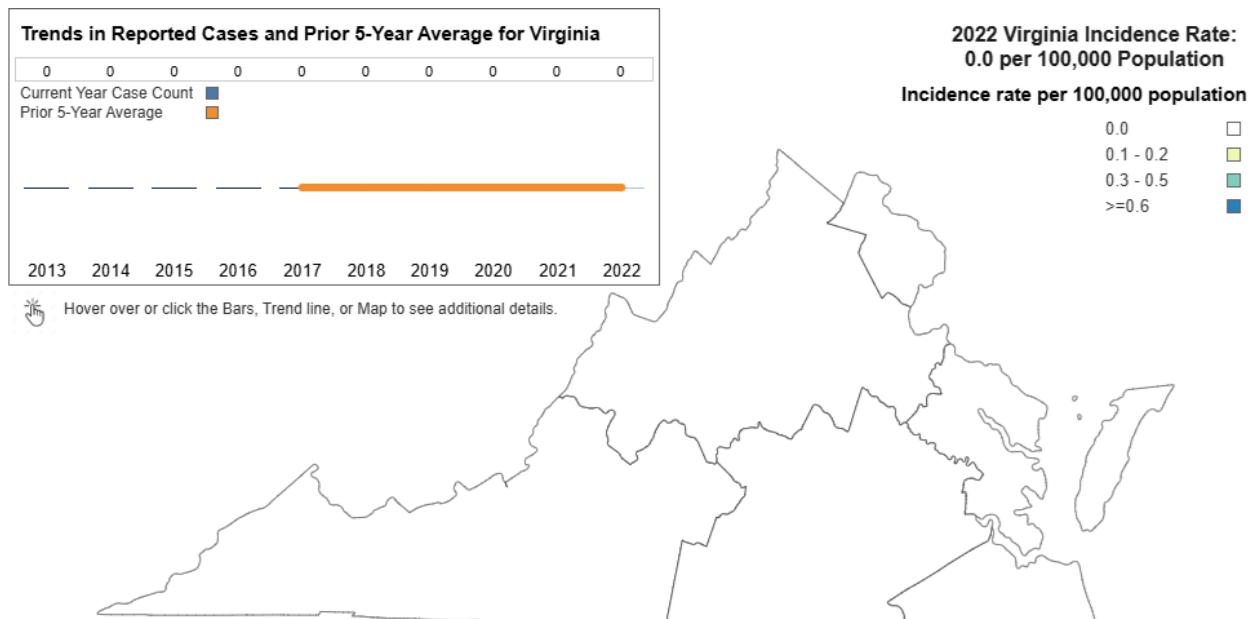 Trends in Reported Cases and Prior 5-Year Average for Virginia
0 0 0 0 0 0 0 0 0 0
Current Year Case Count
Prior 5-Year Average
2013 2014 2015 2016 2017 2018 2019 2020 2021 2022
Hover over or click the Bars, Trend line, or Map to see additional details.
2022 Virginia Incidence Rate:
0.0 per 100,000 Population
Incidence rate per 100,000 population
0.0
0.1 - 0.2
0.3 - 0.5
>=0.6